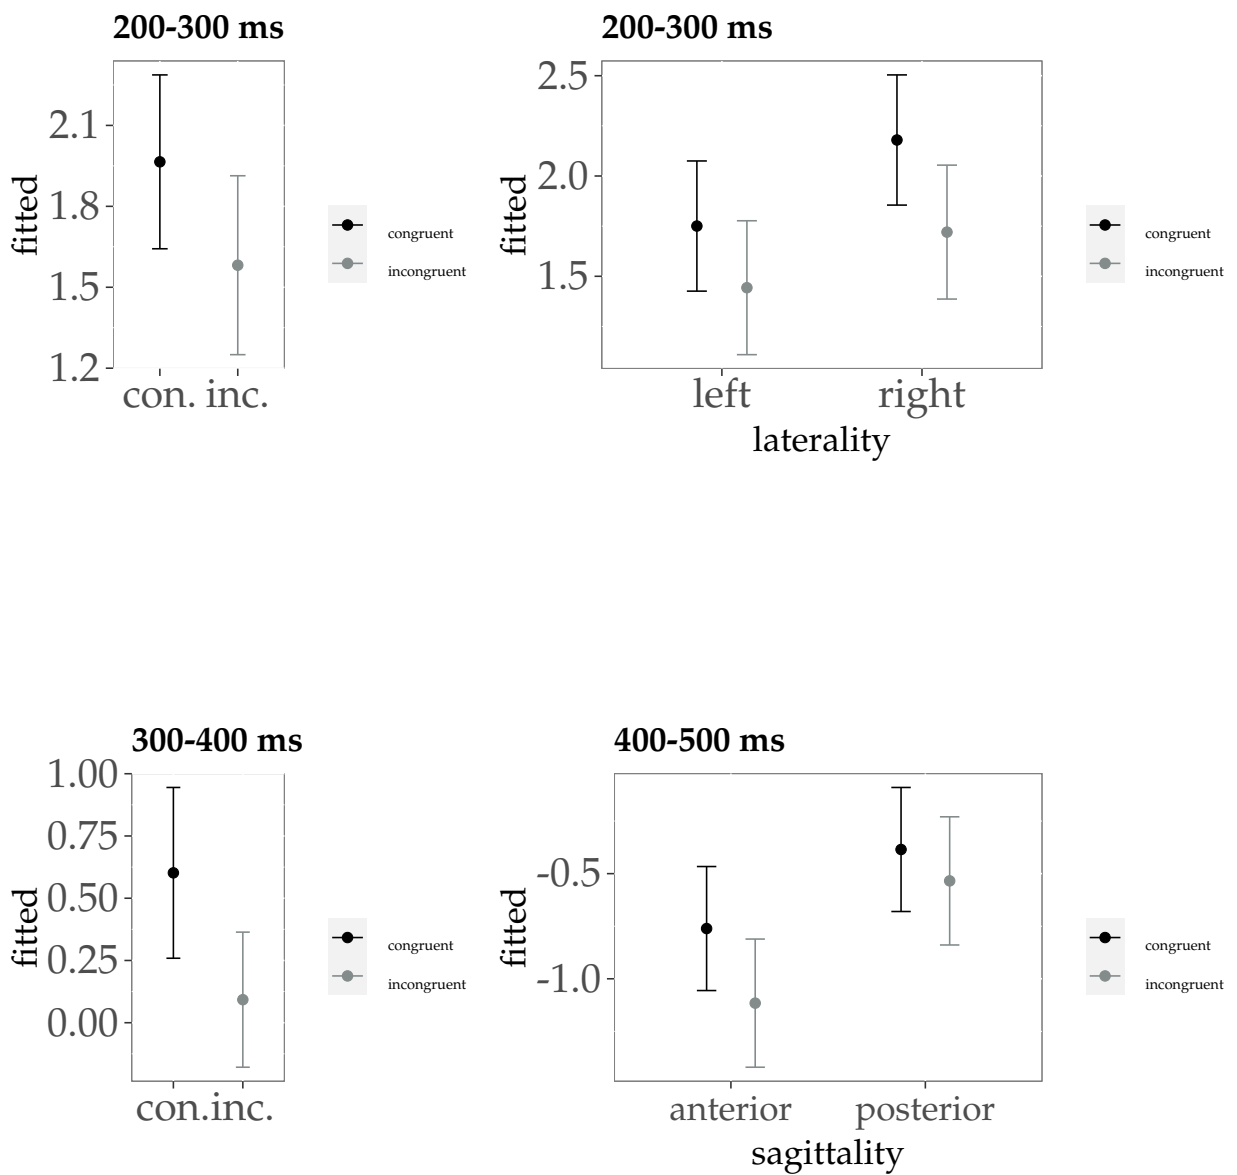 200-300 ms
2.1
1.8
1.5
1.2
fitted
con. inc.
congruent
incongruent
200-300 ms
2.5
2.0
1.5
fitted
left right
laterality
congruent
incongruent
300-400 ms
1.00
0.75
0.50
0.25
0.00
fitted
con.inc.
congruent
incongruent
400-500 ms
-0.5
-1.0
fitted
anterior posterior
sagittality
congruent
incongruent